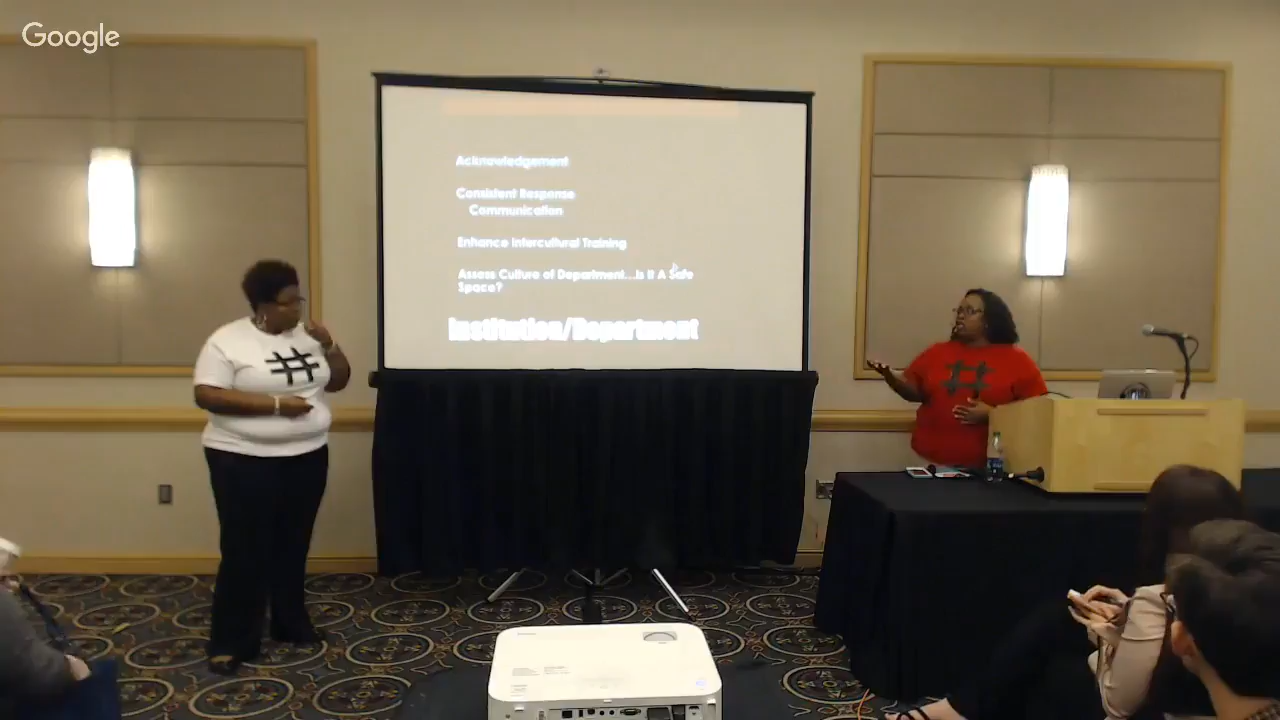 Google
Acknowledgement
Consistent Response
Communication
Enhance Intercultural Training
Assess Culture of Department...Is It A Safe
Space?
Institution/Department
#
#